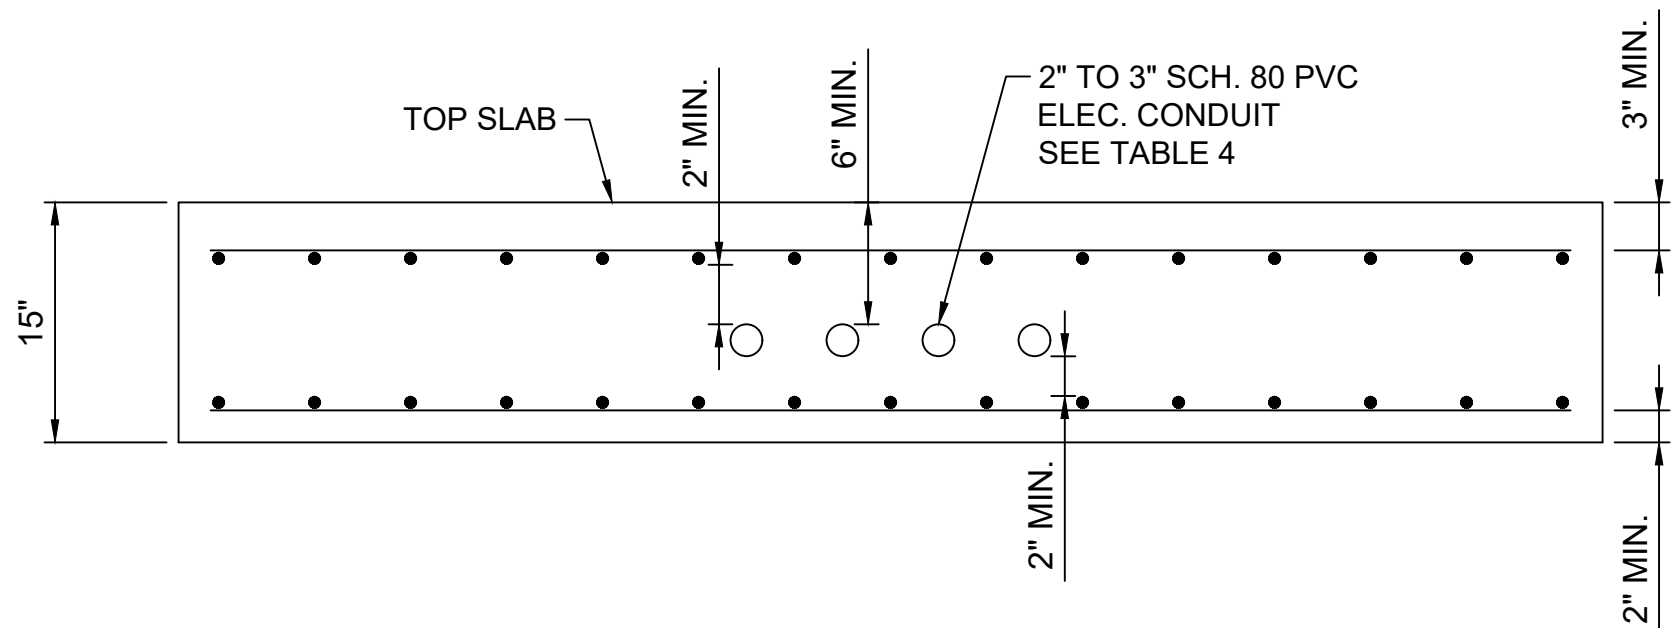 TOP SLAB
2" MIN.
6" MIN.
2" TO 3" SCH. 80 PVC
ELEC. CONDUIT
SEE TABLE 4
3" MIN.
15"
2" MIN.
2" MIN.